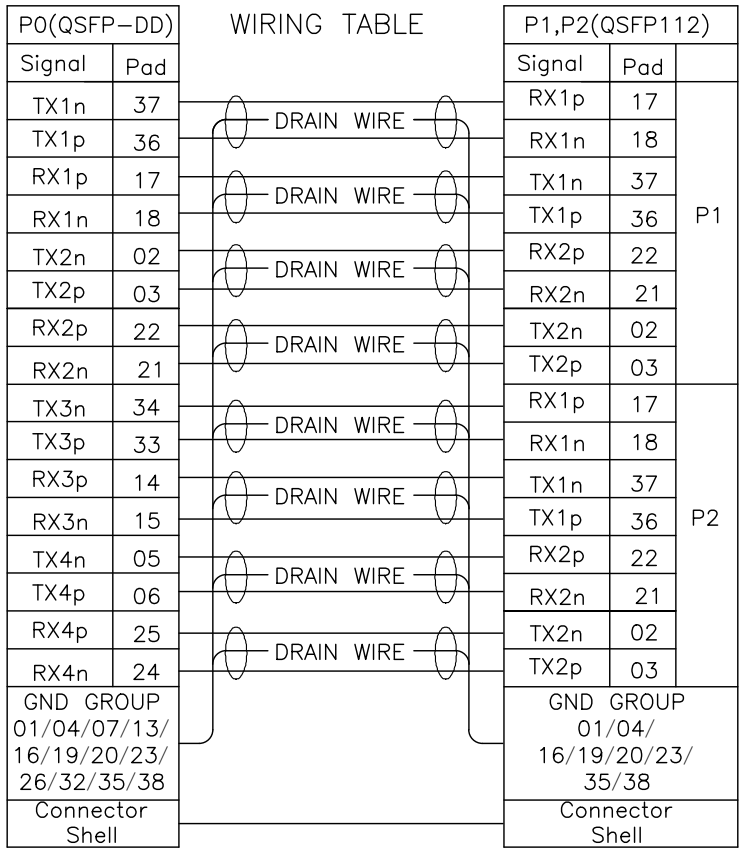 P0(QSFP-DD) WIRING TABLE P1,P2(QSFP112)
Signal Pad Signal Pad
TX1n 37 DRAIN WIRE RX1p 17
TX1p 36 RX1n 18
RX1p 17 DRAIN WIRE TX1n 37
RX1n 18 TX1p 36 P1
TX2n 02 DRAIN WIRE RX2p 22
TX2p 03 RX2n 21
RX2p 22 DRAIN WIRE TX2n 02
RX2n 21 TX2p 03
TX3n 34 DRAIN WIRE RX1p 17
TX3p 33 RX1n 18
RX3p 14 DRAIN WIRE TX1n 37
RX3n 15 TX1p 36 P2
TX4n 05 DRAIN WIRE RX2p 22
TX4p 06 RX2n 21
RX4p 25 DRAIN WIRE TX2n 02
RX4n 24 TX2p 03
GND GROUP
01/04/07/13/
16/19/20/23/
26/32/35/38
GND GROUP
01/04/
16/19/20/23/
35/38
Connector
Shell
Connector
Shell